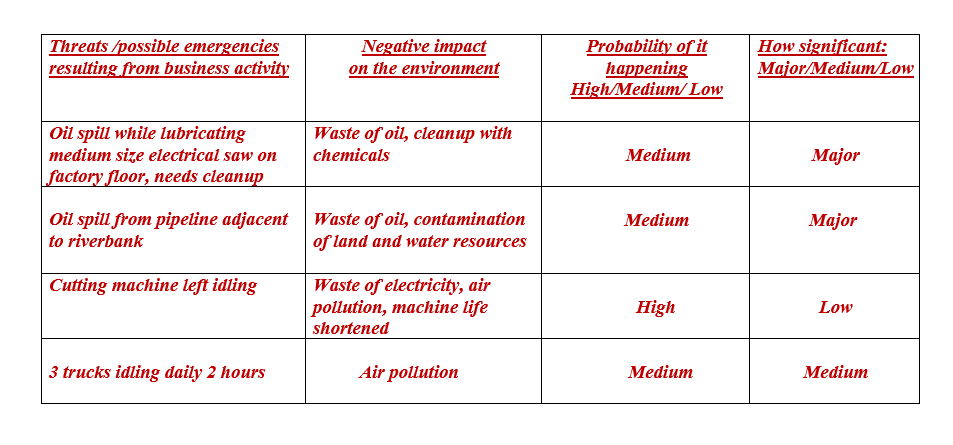 Threats /possible emergencies
resulting from business activity
Negative impact
on the environment
Probability of it
happening
High/Medium/ Low
How significant:
Major/Medium/Low
Oil spill while lubricating
medium size electrical saw on
factory floor, needs cleanup
Waste of oil, cleanup with
chemicals
Medium
Major
Oil spill from pipeline adjacent
to riverbank
Waste of oil, contamination
of land and water resources
Medium
Major
Cutting machine left idling
Waste of electricity, air
pollution, machine life
shortened
High
Low
3 trucks idling daily 2 hours
Air pollution
Medium
Medium